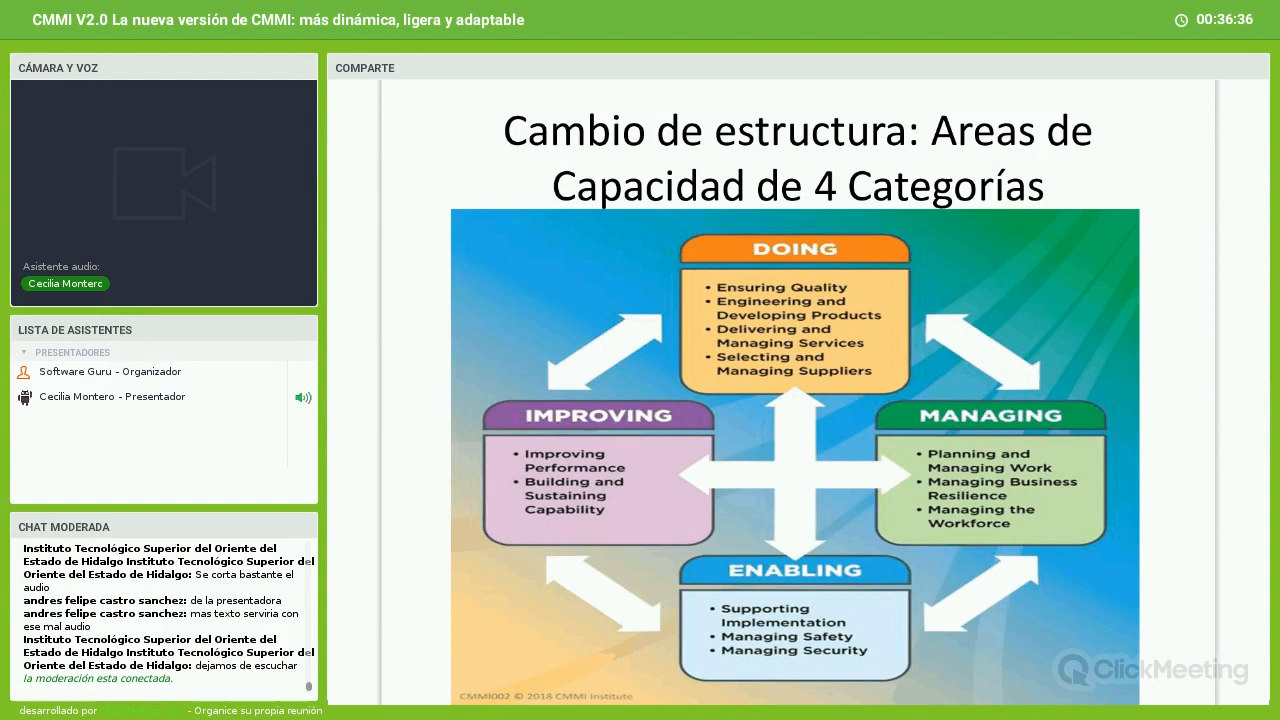 CMMI V2.0 La nueva versión de CMMI: más dinámica, ligera y adaptable
00:36:36
CÁMARA Y VOZ
Asistente audio:
Cecilia Montero
LISTA DE ASISTENTES
PRESENTADORES
Software Guru - Organizador
Cecilia Montero - Presentador
CHAT MODERADA
Instituto Tecnológico Superior del Oriente del
Estado de Hidalgo Instituto Tecnológico Superior del
Oriente del Estado de Hidalgo: Se corta bastante el
audio
andres felipe castro sanchez: de la presentadora
andres felipe castro sanchez: mas texto serviria con
ese mal audio
Instituto Tecnológico Superior del Oriente del
Estado de Hidalgo Instituto Tecnológico Superior del
Oriente del Estado de Hidalgo: dejamos de escuchar
la moderación esta conectada.
desarrollado por - Organice su propia reunión
COMPARTE
Cambio de estructura: Areas de
Capacidad de 4 Categorías
DOING
• Ensuring Quality
• Engineering and
Developing Products
• Delivering and
Managing Services
• Selecting and
Managing Suppliers
IMPROVING
• Improving
Performance
• Building and
Sustaining
Capability
MANAGING
• Planning and
Managing Work
• Managing Business
Resilience
• Managing the
Workforce
ENABLING
• Supporting
Implementation
• Managing Safety
• Managing Security
CMMI002 © 2018 CMMI Institute
ClickMeeting